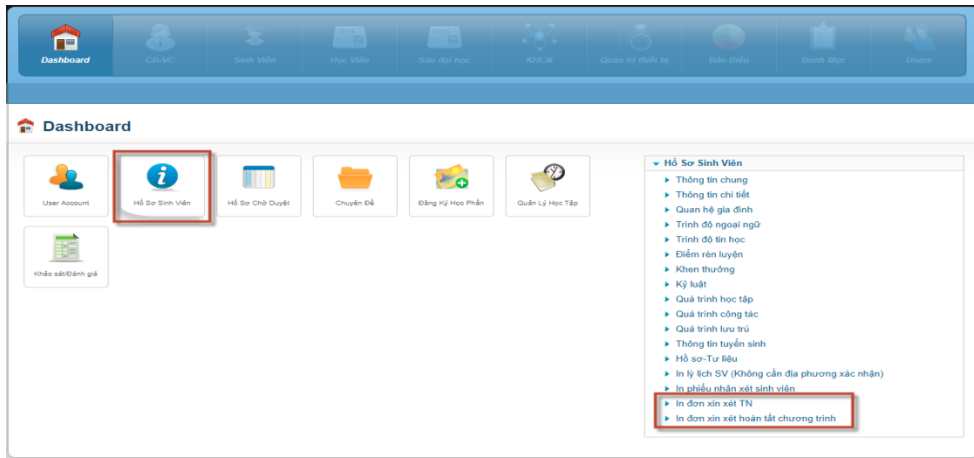 Dashboard
CB-VC
Sinh Viên
Học Viên
Sau đại học
KHCN
Quản trị thiết bị
Báo Biểu
Danh Mục
Users
Dashboard
User Account
Hồ Sơ Sinh Viên
Hồ Sơ Chờ Duyệt
Chuyên Đề
Đăng Ký Học Phần
Quản Lý Học Tập
Khảo sát/Đánh giá
Hồ Sơ Sinh Viên
Thông tin chung
Thông tin chi tiết
Quan hệ gia đình
Trình độ ngoại ngữ
Trình độ tin học
Điểm rèn luyện
Khen thưởng
Kỷ luật
Quá trình học tập
Quá trình công tác
Quá trình lưu trú
Thông tin tuyển sinh
Hồ sơ-Tư liệu
In lý lịch SV (Không cần địa phương xác nhận)
In phiếu nhận xét sinh viên
In đơn xin xét TN
In đơn xin xét hoàn tất chương trình